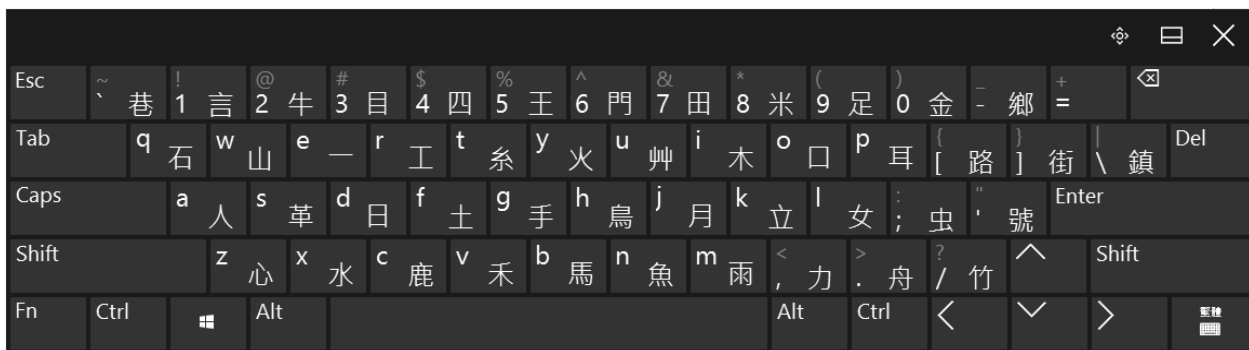 Esc ~ ` 巷 ! 1 言 @ 2 牛 # 3 目 $ 4 四 % 5 王 ^ 6 門 & 7 田 * 8 米 ( 9 足 ) 0 金 _ - 鄉 + =
Tab q 石 w 山 e 一 r 工 t 糸 y 火 u 艸 i 木 o 口 p 耳 { [ 路 } ] 街 | \ 鎮 Del
Caps a 人 s 革 d 日 f 土 g 手 h 鳥 j 月 k 立 l 女 : ; 虫 " ' 號 Enter
Shift z 心 x 水 c 鹿 v 禾 b 馬 n 魚 m 雨 < , 力 > . 舟 ? / 竹 Shift
Fn Ctrl Alt Alt Ctrl 繁體